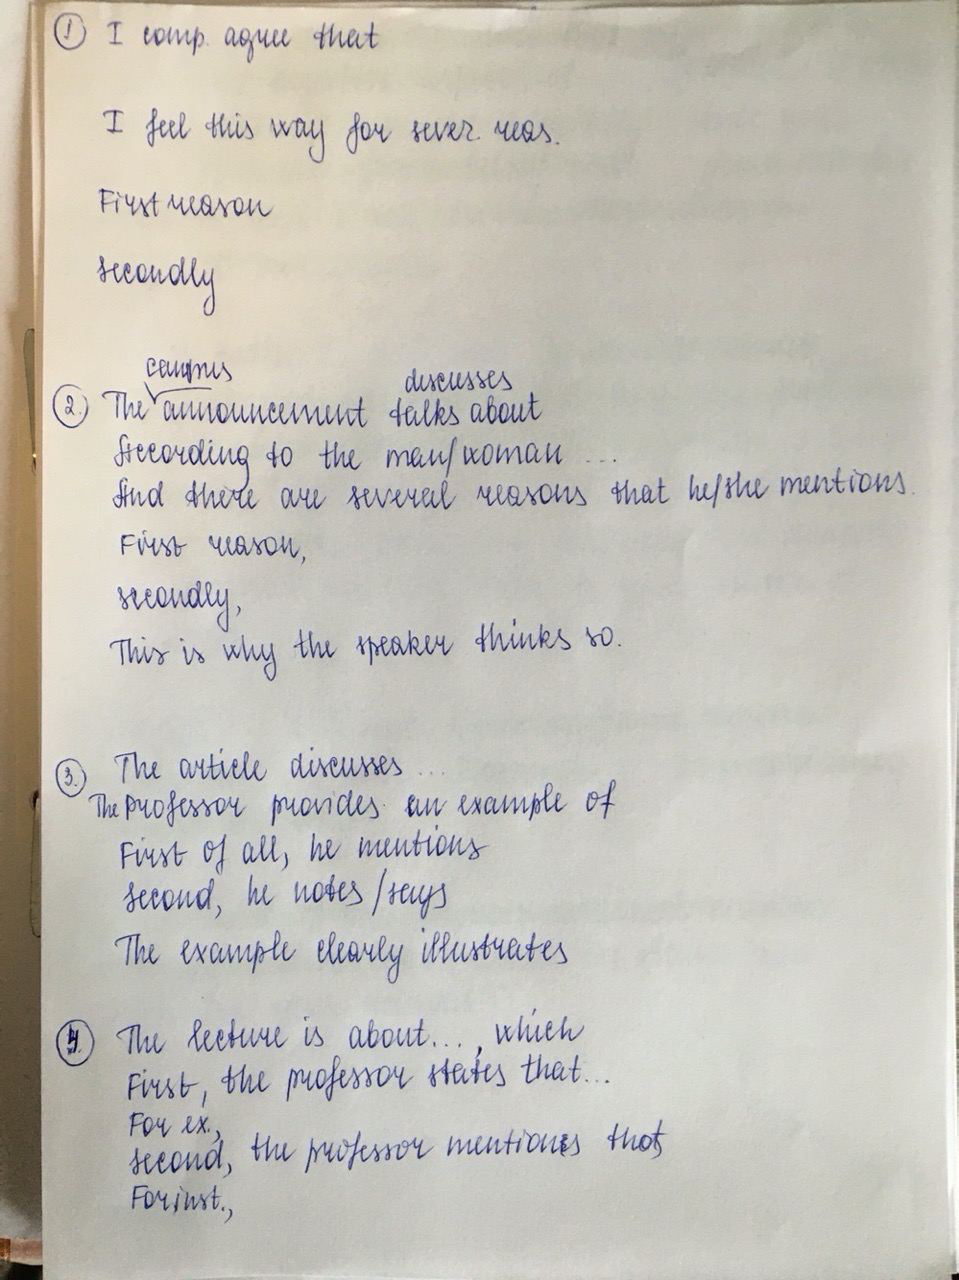 ① I comp. agree that
I feel this way for sever. reas.
First reason
secondly
campus
discusses
②. The announcement talks about
According to the man/woman ...
And there are several reasons that he/she mentions.
First reason,
secondly,
This is why the speaker thinks so.
③. The article discusses ...
The Professor provides an example of
First of all, he mentions
second, he notes /says
The example clearly illustrates
④. The lecture is about..., which
First, the professor states that...
For ex.,
second, the professor mentions that,
For inst.,